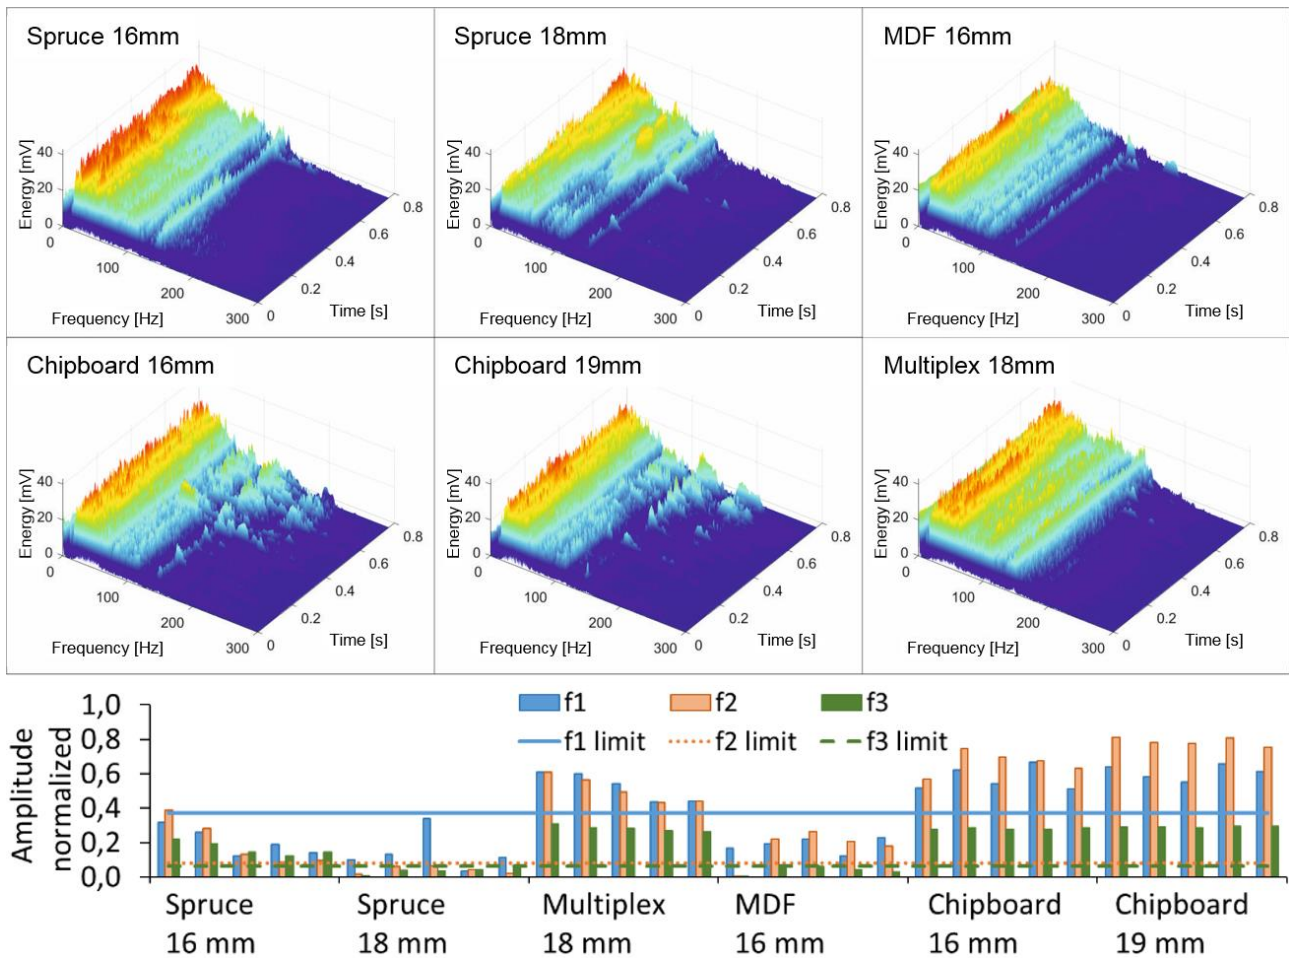 Spruce 16mm
Energy [mV]
40
20
0
0
100
200
300
Frequency [Hz]
0
0.2
0.4
0.6
0.8
Time [s]
Spruce 18mm
Energy [mV]
40
20
0
0
100
200
300
Frequency [Hz]
0
0.2
0.4
0.6
0.8
Time [s]
MDF 16mm
Energy [mV]
40
20
0
0
100
200
300
Frequency [Hz]
0
0.2
0.4
0.6
0.8
Time [s]
Chipboard 16mm
Energy [mV]
40
20
0
0
100
200
300
Frequency [Hz]
0
0.2
0.4
0.6
0.8
Time [s]
Chipboard 19mm
Energy [mV]
40
20
0
0
100
200
300
Frequency [Hz]
0
0.2
0.4
0.6
0.8
Time [s]
Multiplex 18mm
Energy [mV]
40
20
0
0
100
200
300
Frequency [Hz]
0
0.2
0.4
0.6
0.8
Time [s]
Amplitude
normalized
1,0
0,8
0,6
0,4
0,2
0,0
f1 f2 f3
f1 limit f2 limit f3 limit
Spruce
16 mm
Spruce
18 mm
Multiplex
18 mm
MDF
16 mm
Chipboard
16 mm
Chipboard
19 mm